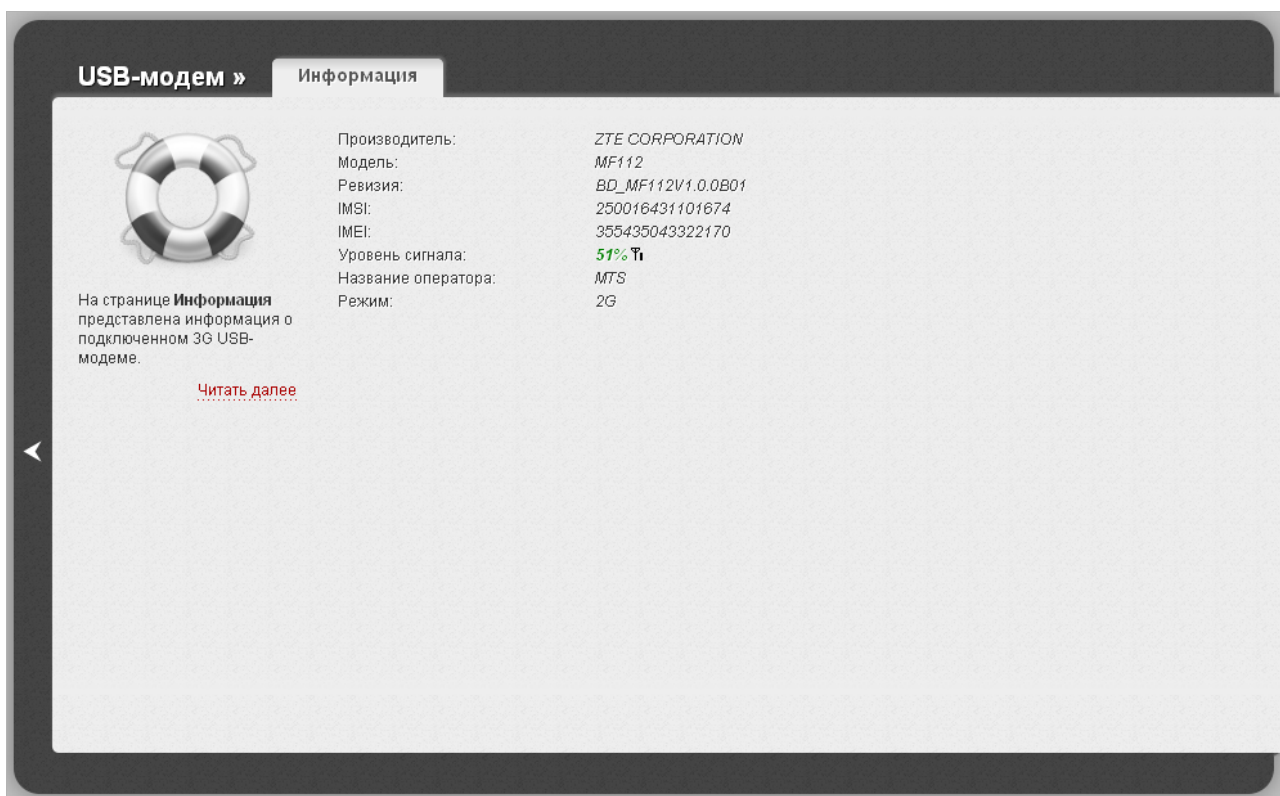 USB-модем » Информация
Производитель: ZTE CORPORATION
Модель: MF112
Ревизия: BD_MF112V1.0.0B01
IMSI: 250016431101674
IMEI: 355435043322170
Уровень сигнала: 51%
Название оператора: MTS
Режим: 2G
На странице Информация
представлена информация о
подключенном 3G USB-
модеме.
Читать далее